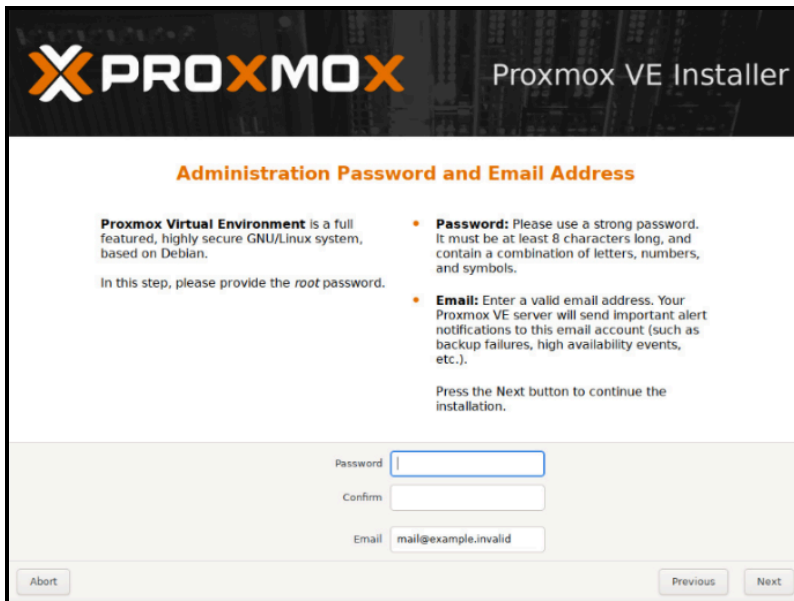 PROXMOX
Proxmox VE Installer
Administration Password and Email Address
Proxmox Virtual Environment is a full
featured, highly secure GNU/Linux system,
based on Debian.
In this step, please provide the root password.
• Password: Please use a strong password.
It must be at least 8 characters long, and
contain a combination of letters, numbers,
and symbols.
• Email: Enter a valid email address. Your
Proxmox VE server will send important alert
notifications to this email account (such as
backup failures, high availability events,
etc.).
Press the Next button to continue the
installation.
Password
Confirm
Email mail@example.invalid
Abort Previous Next